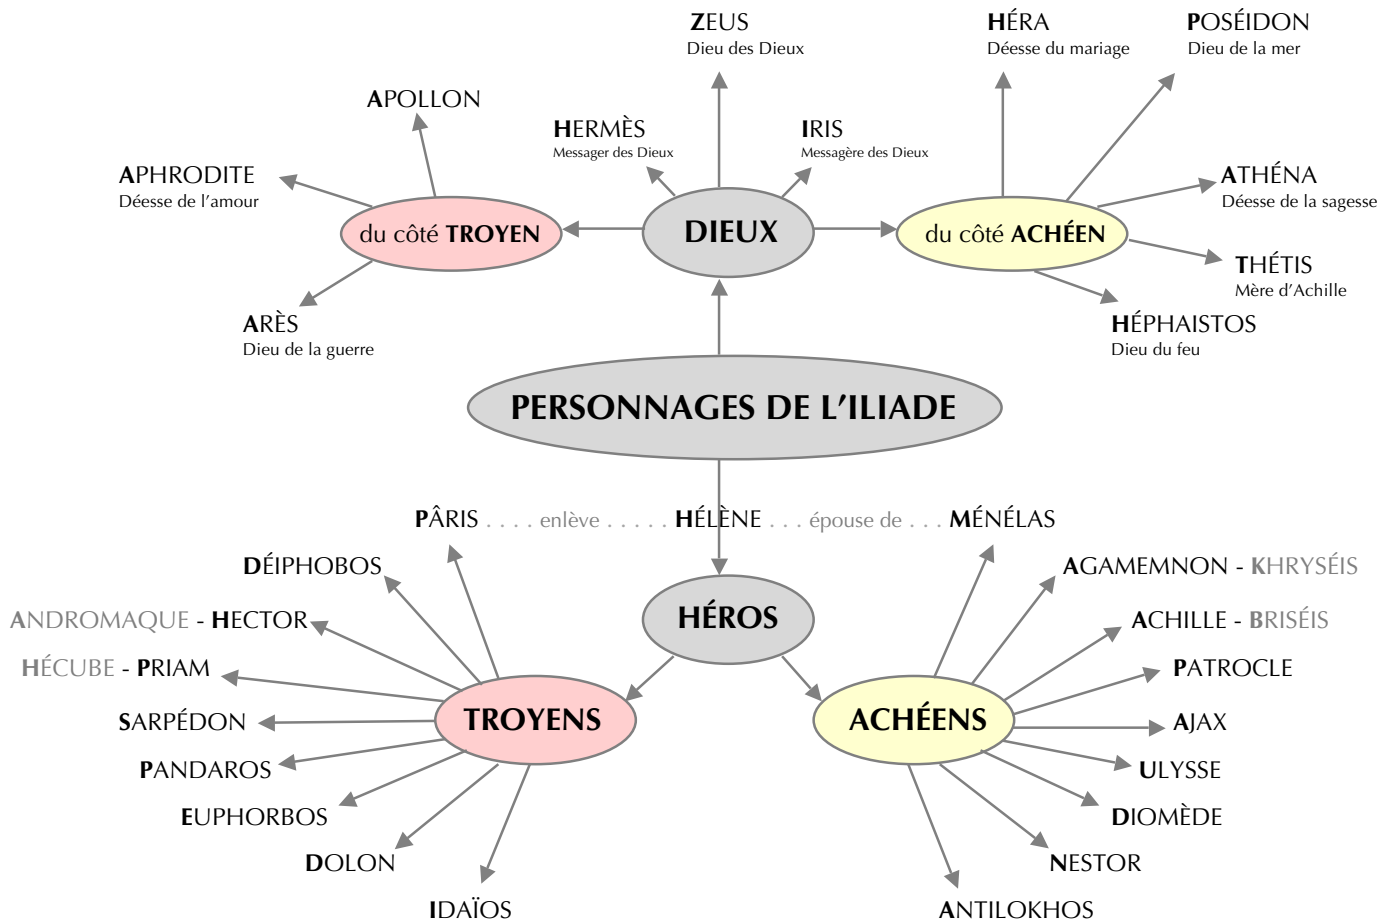 ZEUS
Dieu des Dieux
HÉRA
Déesse du mariage
POSÉIDON
Dieu de la mer
APOLLON
HERMÈS
Messager des Dieux
IRIS
Messagère des Dieux
APHRODITE
Déesse de l'amour
ATHÉNA
Déesse de la sagesse
du côté TROYEN
DIEUX
du côté ACHÉEN
THÉTIS
Mère d'Achille
ARÈS
Dieu de la guerre
HÉPHAISTOS
Dieu du feu
PERSONNAGES DE L'ILIADE
PÂRIS . . . . enlève . . . . . HÉLÈNE . . . épouse de . . . MÉNÉLAS
DÉIPHOBOS
AGAMEMNON - KHRYSÉIS
ANDROMAQUE - HECTOR
HÉROS
ACHILLE - BRISÉIS
HÉCUBE - PRIAM
PATROCLE
SARPÉDON
TROYENS
ACHÉENS
AJAX
PANDAROS
ULYSSE
EUPHORBOS
DIOMÈDE
DOLON
NESTOR
IDAÏOS
ANTILOKHOS